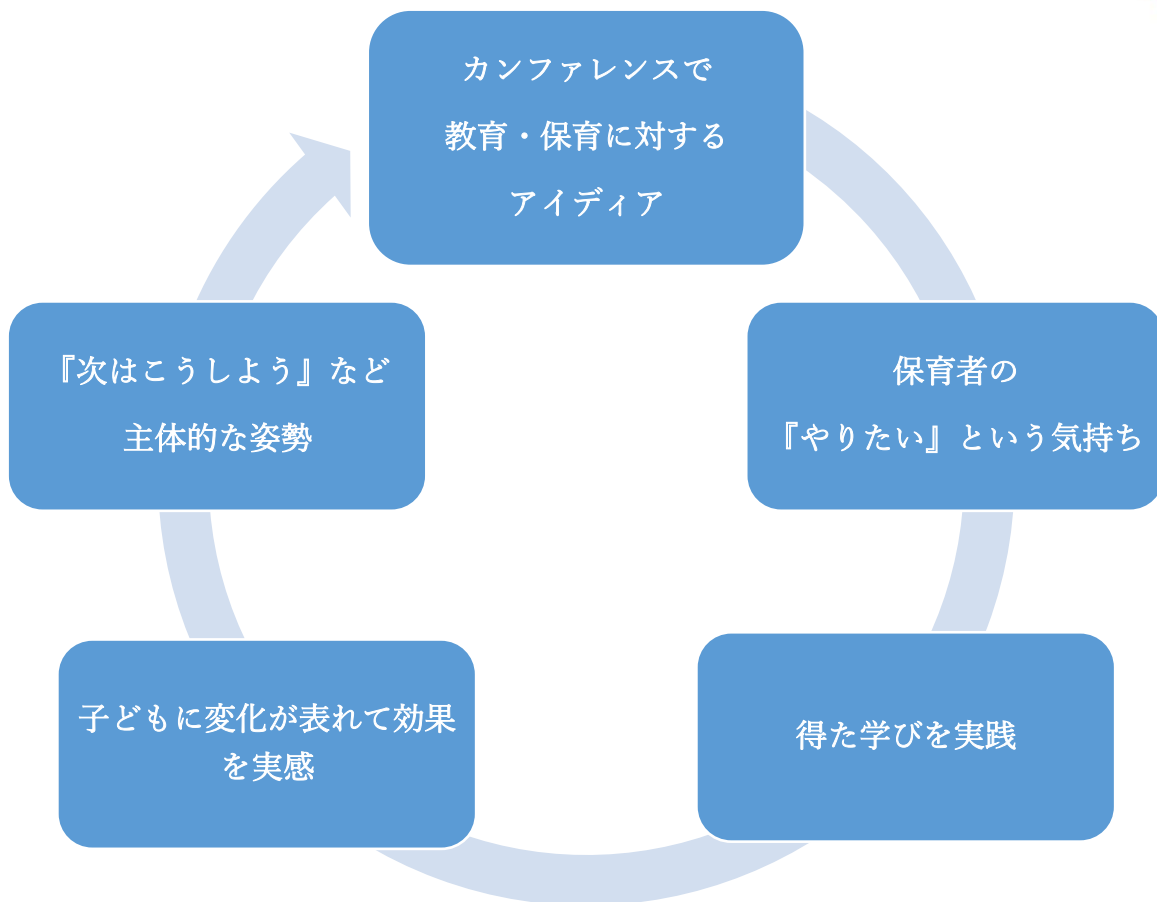 カンファレンスで
教育・保育に対する
アイディア
保育者の
『やりたい』という気持ち
得た学びを実践
子どもに変化が表れて効果
を実感
『次はこうしよう』など
主体的な姿勢